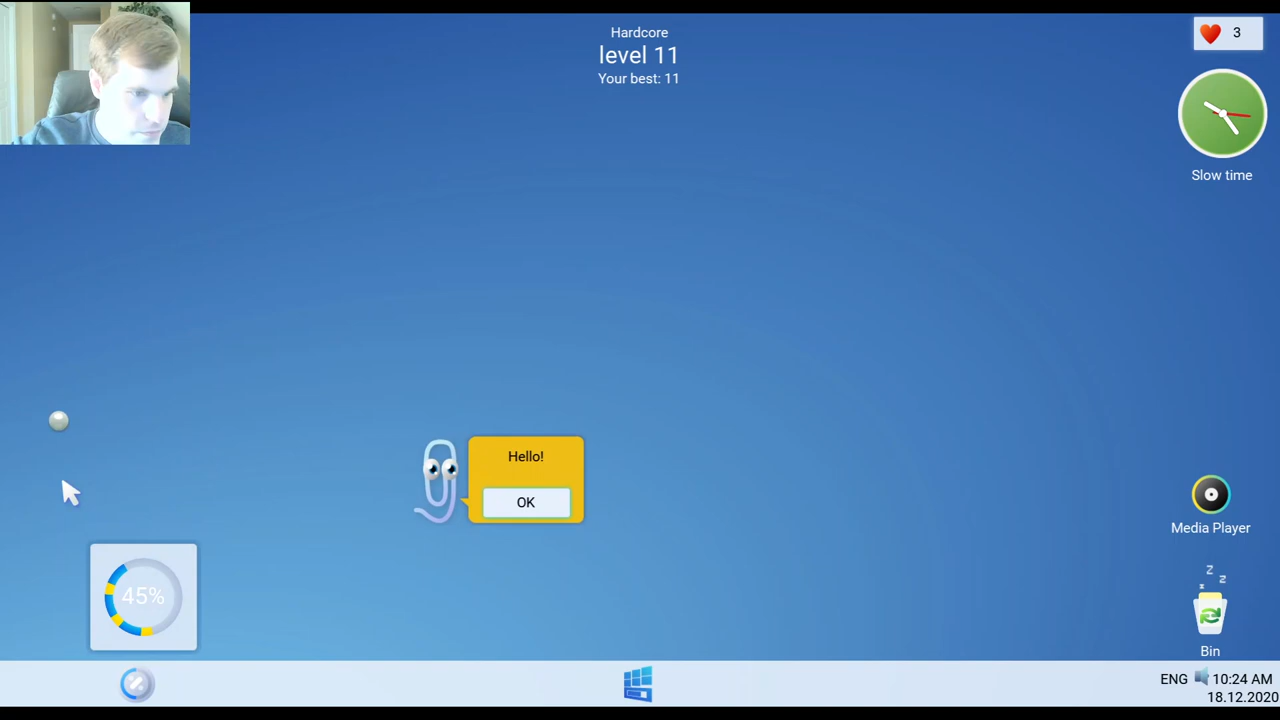 Hardcore
level 11
Your best: 11
3
Slow time
Hello!
OK
Media Player
45%
z
z
z
Bin
ENG 10:24 AM
18.12.2020